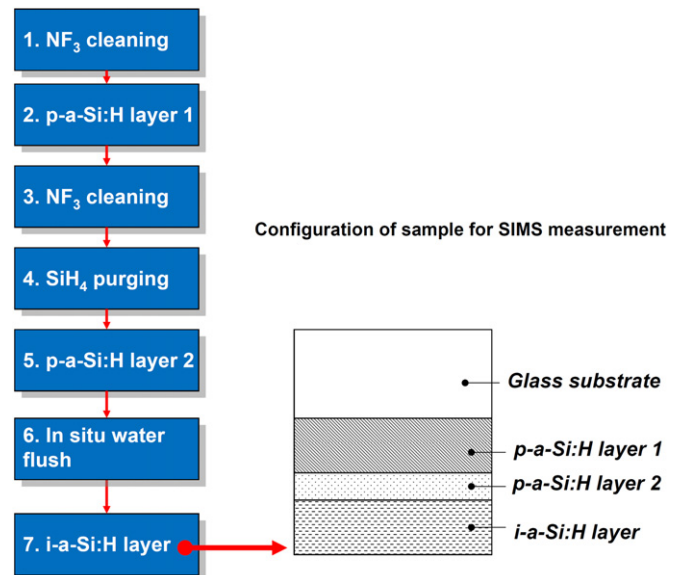 1. NF₃ cleaning
2. p-a-Si:H layer 1
3. NF₃ cleaning
4. SiH₄ purging
5. p-a-Si:H layer 2
6. In situ water
flush
7. i-a-Si:H layer
Configuration of sample for SIMS measurement
Glass substrate
p-a-Si:H layer 1
p-a-Si:H layer 2
i-a-Si:H layer